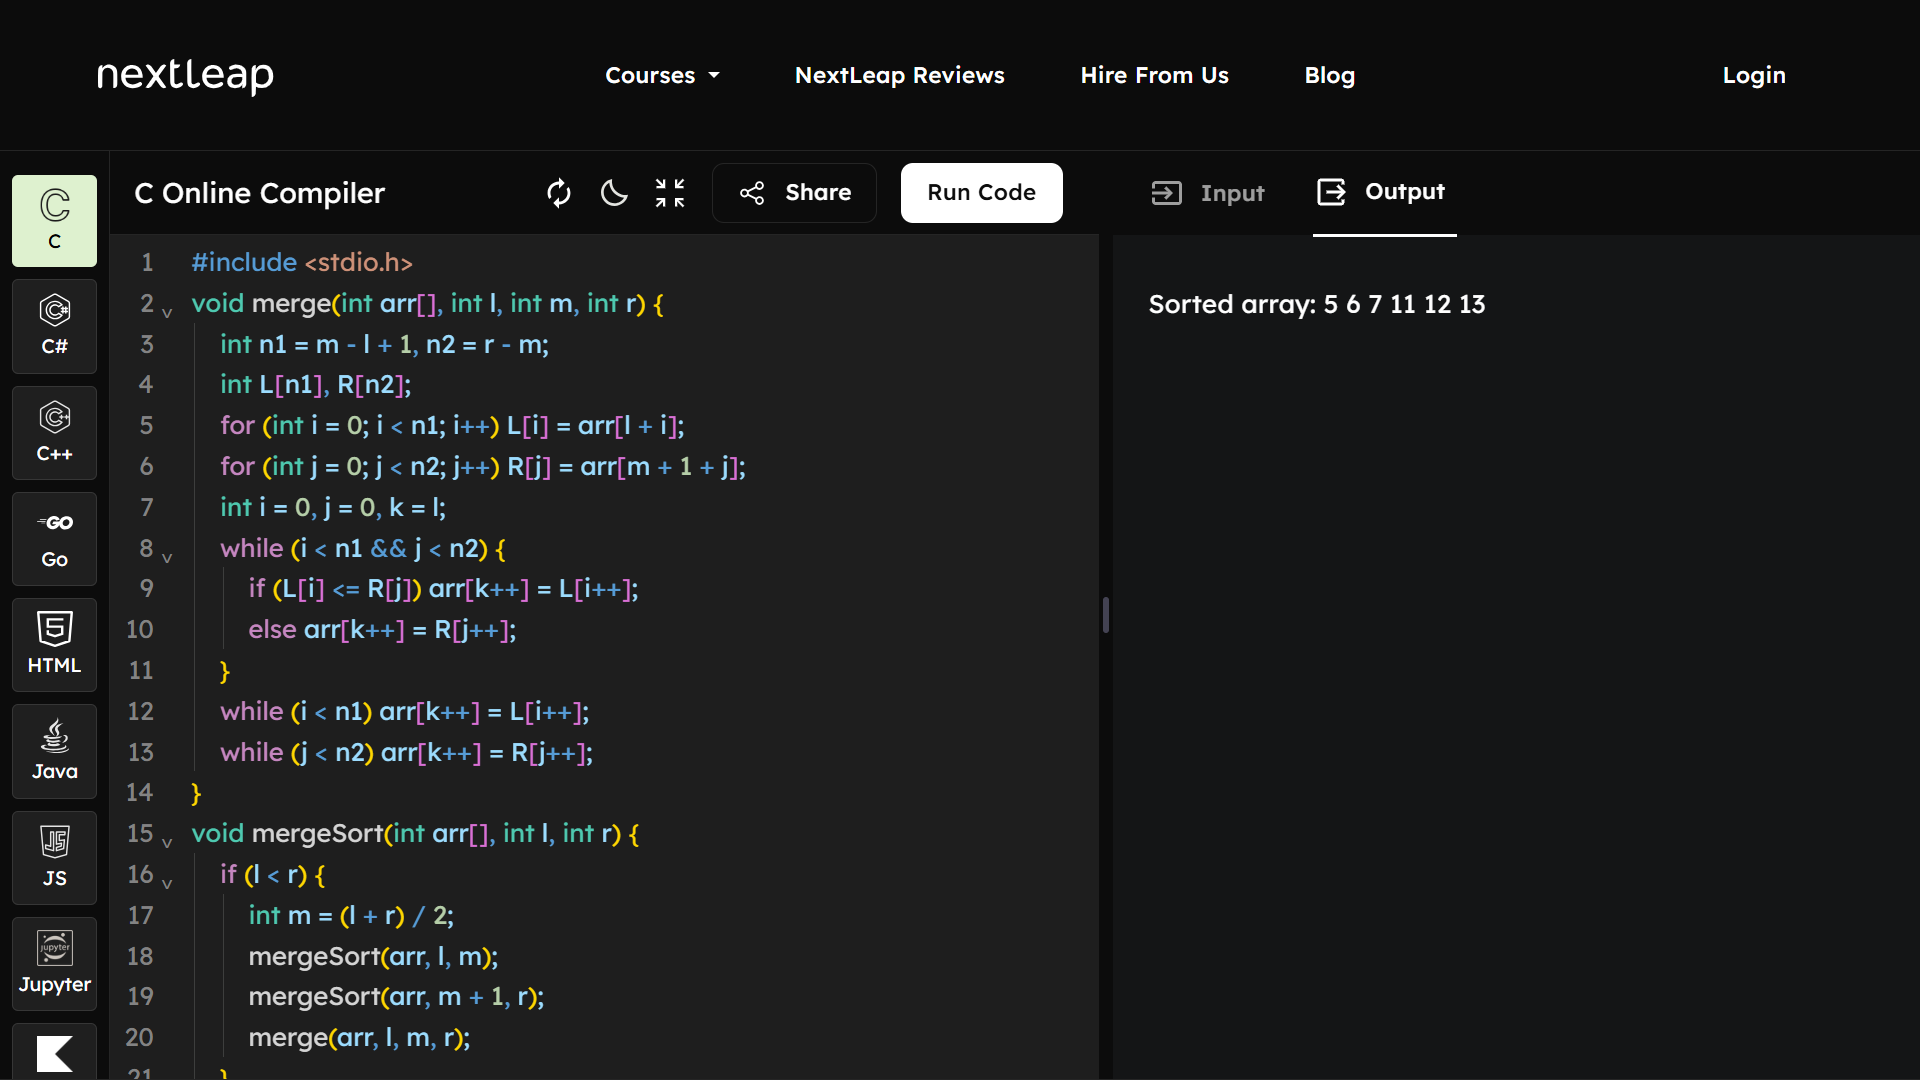 nextleap
Courses
NextLeap Reviews
Hire From Us
Blog
Login
C
C
C#
C++
GO
Go
5
HTML
Java
JS
JS
jupyter
Jupyter
C Online Compiler
Share
Run Code
Input
Output
1 #include <stdio.h>
2 void merge(int arr[], int l, int m, int r) {
3 int n1 = m - l + 1, n2 = r - m;
4 int L[n1], R[n2];
5 for (int i = 0; i < n1; i++) L[i] = arr[l + i];
6 for (int j = 0; j < n2; j++) R[j] = arr[m + 1 + j];
7 int i = 0, j = 0, k = l;
8 while (i < n1 && j < n2) {
9 if (L[i] <= R[j]) arr[k++] = L[i++];
10 else arr[k++] = R[j++];
11 }
12 while (i < n1) arr[k++] = L[i++];
13 while (j < n2) arr[k++] = R[j++];
14 }
15 void mergeSort(int arr[], int l, int r) {
16 if (l < r) {
17 int m = (l + r) / 2;
18 mergeSort(arr, l, m);
19 mergeSort(arr, m + 1, r);
20 merge(arr, l, m, r);
21 }
Sorted array: 5 6 7 11 12 13